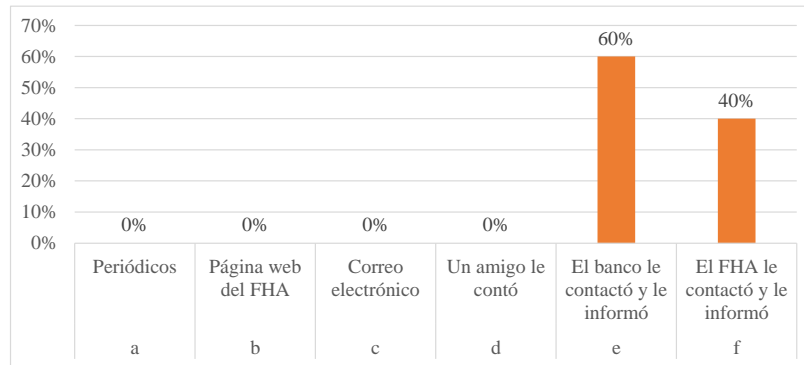 70%
60%
50%
40%
30%
20%
10%
0%
0%
0%
0%
0%
60%
40%
Periódicos
Página web
del FHA
Correo
electrónico
Un amigo le
contó
El banco le
contactó y le
informó
El FHA le
contactó y le
informó
a
b
c
d
e
f